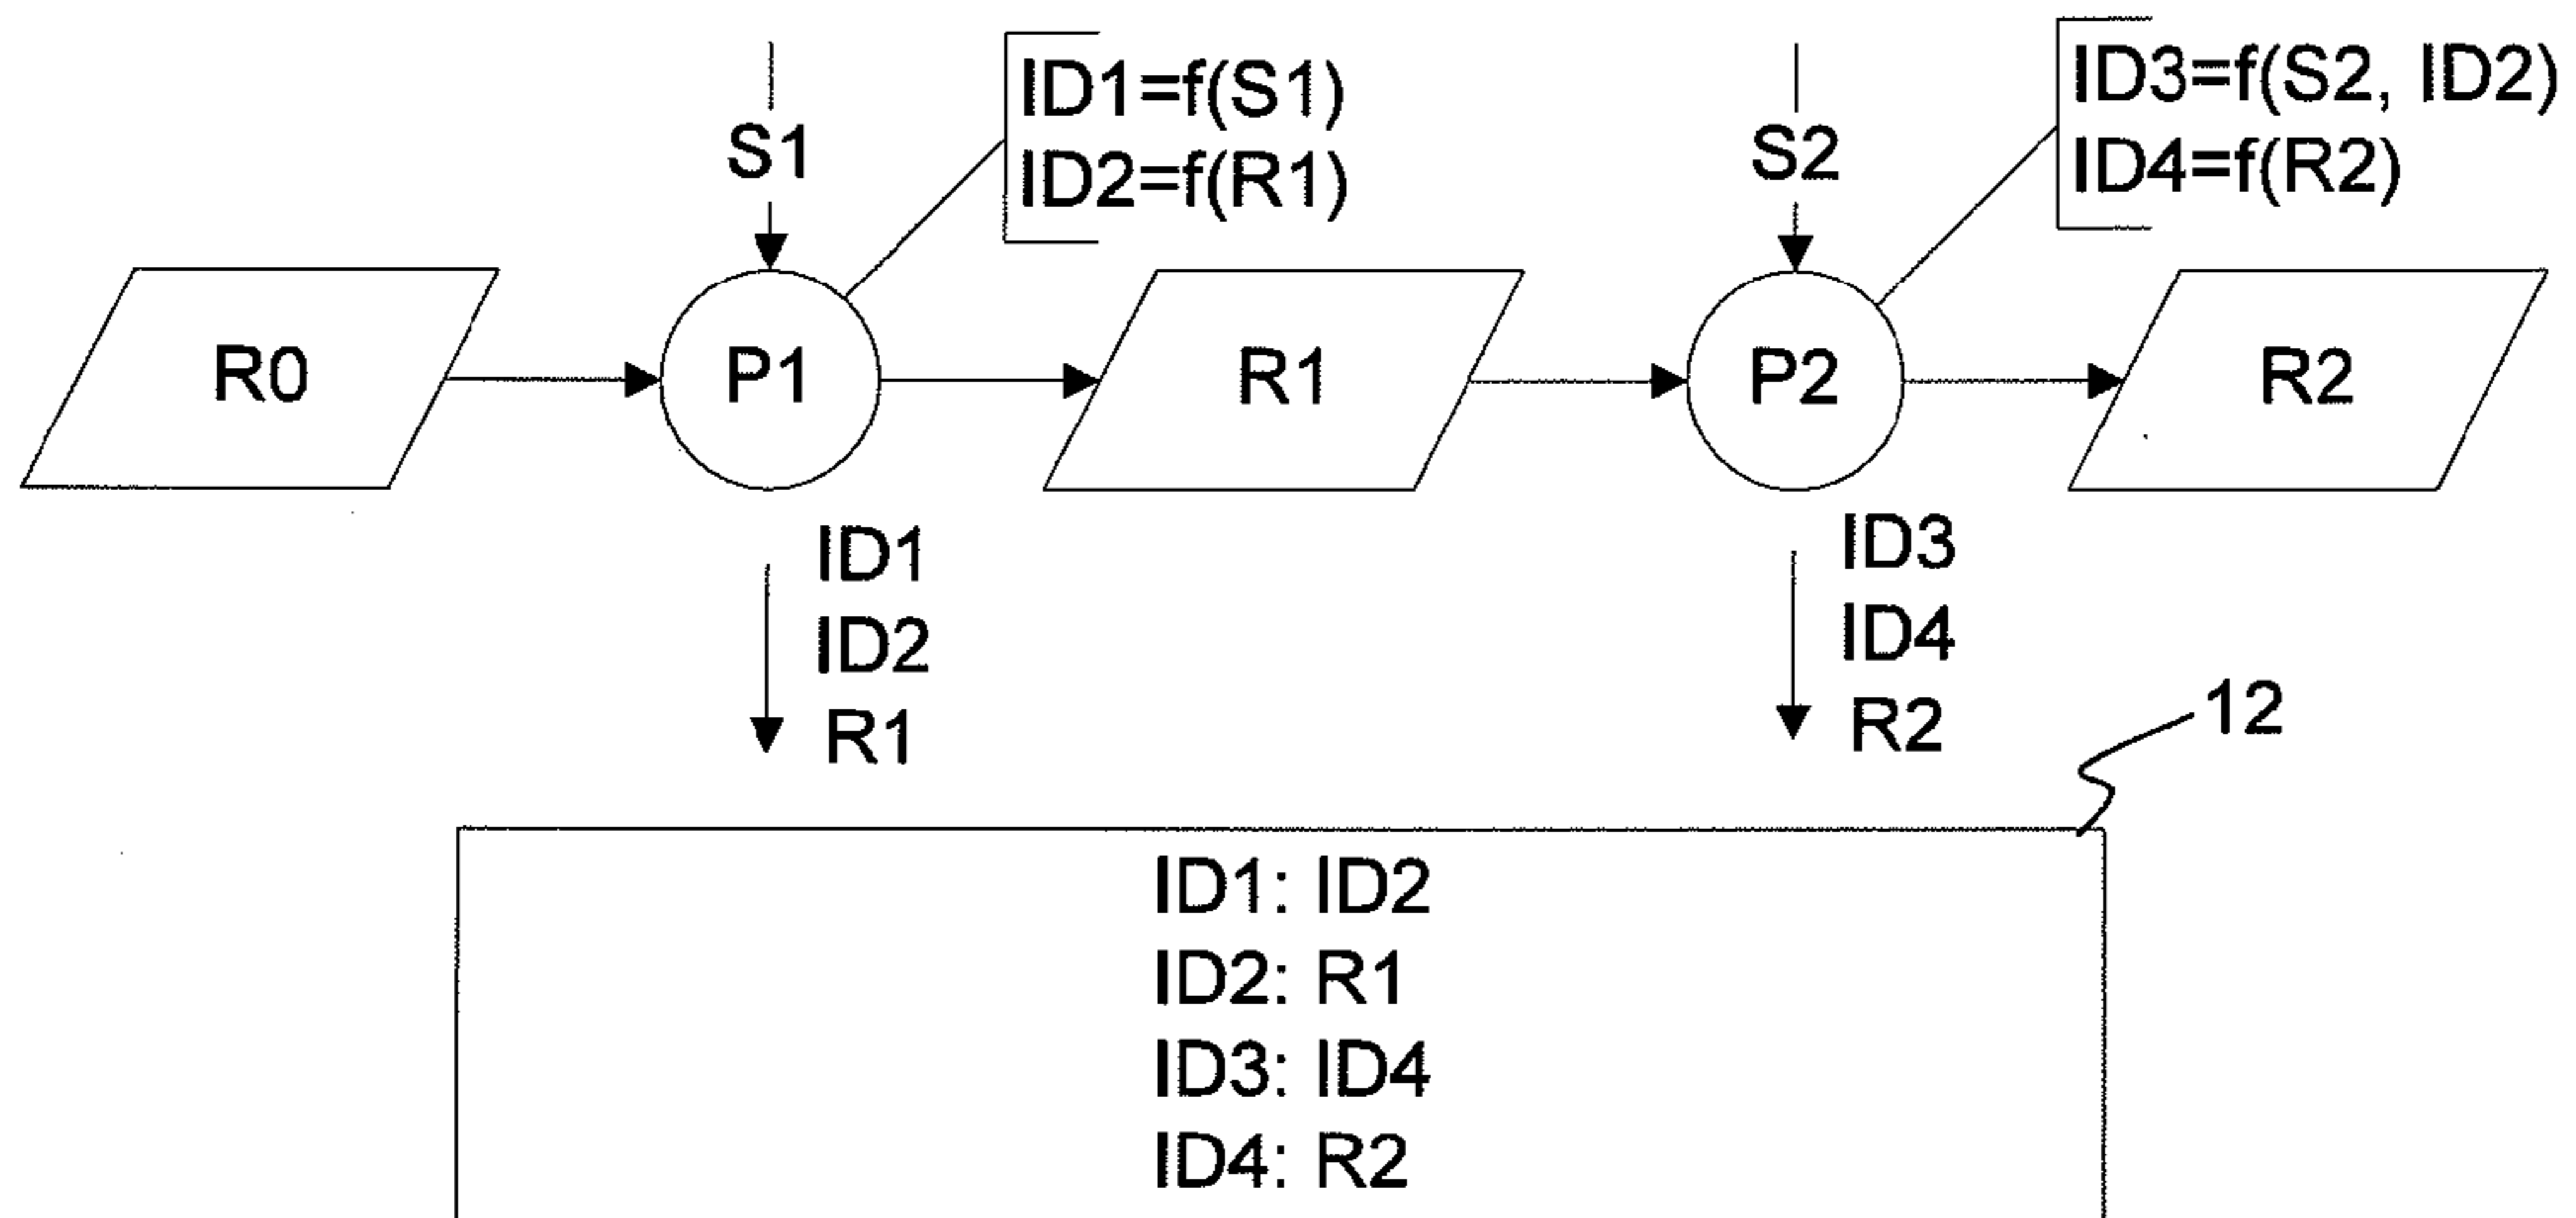 S1
ID1=f(S1)
ID2=f(R1)
S2
ID3=f(S2, ID2)
ID4=f(R2)
R0
P1
R1
P2
R2
ID1
ID2
R1
ID3
ID4
R2
12
ID1: ID2
ID2: R1
ID3: ID4
ID4: R2